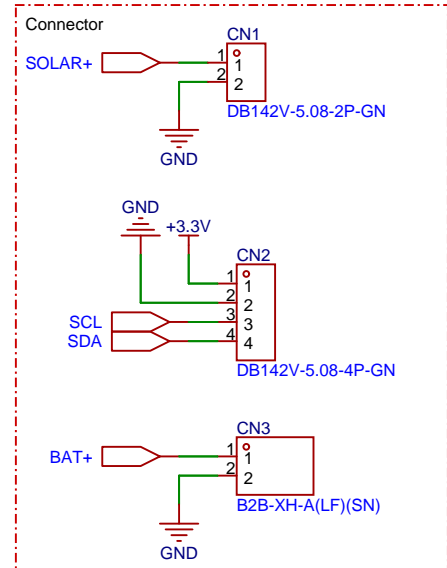 Connector
CN1
SOLAR+
1
1
2
2
DB142V-5.08-2P-GN
GND
GND
+3.3V
CN2
1
1
2
2
SCL
3
3
SDA
4
4
DB142V-5.08-4P-GN
CN3
BAT+
1
1
2
2
B2B-XH-A(LF)(SN)
GND